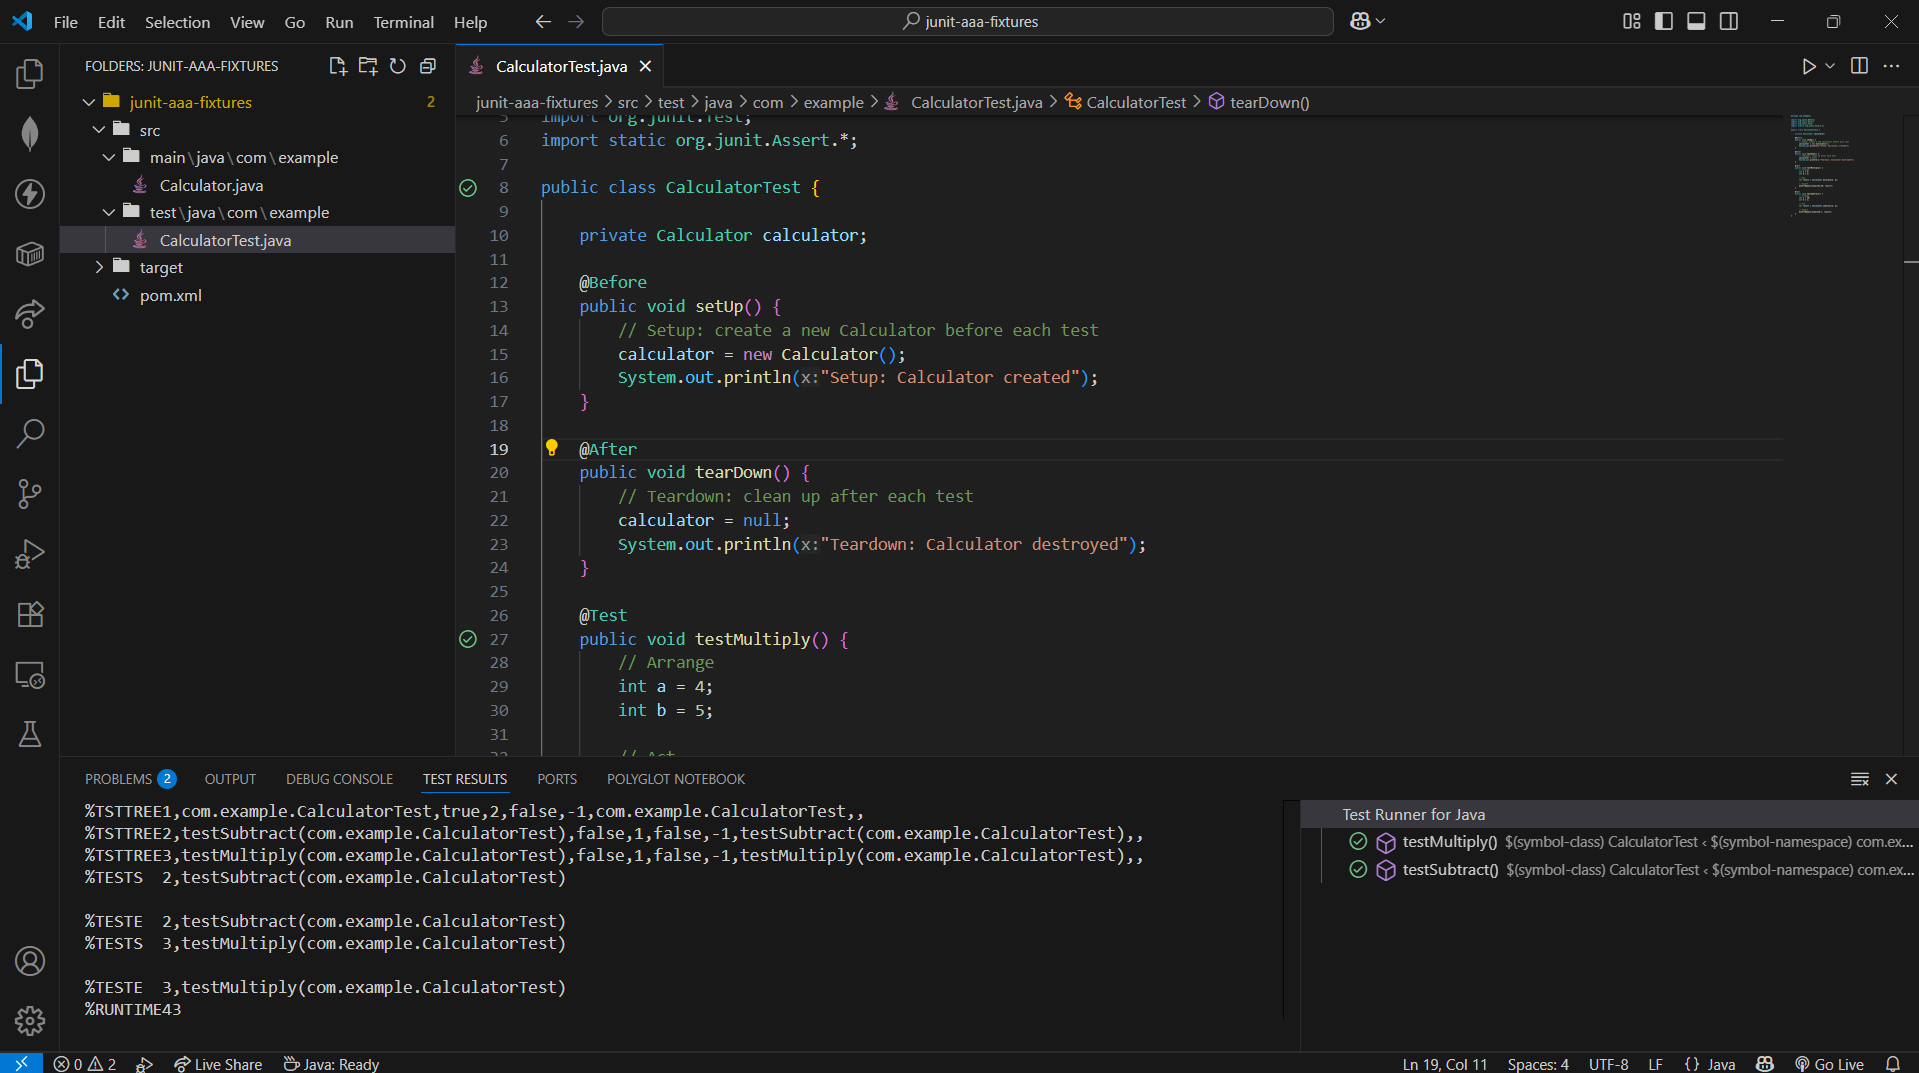 File Edit Selection View Go Run Terminal Help
junit-aaa-fixtures
FOLDERS: JUNIT-AAA-FIXTURES
junit-aaa-fixtures 2
src
main\java\com\example
Calculator.java
test\java\com\example
CalculatorTest.java
target
pom.xml
CalculatorTest.java
junit-aaa-fixtures > src > test > java > com > example > CalculatorTest.java > CalculatorTest > tearDown()
5 import org.junit.Test;
6 import static org.junit.Assert.*;
7
8 public class CalculatorTest {
9
10 private Calculator calculator;
11
12 @Before
13 public void setUp() {
14 // Setup: create a new Calculator before each test
15 calculator = new Calculator();
16 System.out.println(x:"Setup: Calculator created");
17 }
18
19 @After
20 public void tearDown() {
21 // Teardown: clean up after each test
22 calculator = null;
23 System.out.println(x:"Teardown: Calculator destroyed");
24 }
25
26 @Test
27 public void testMultiply() {
28 // Arrange
29 int a = 4;
30 int b = 5;
31
32 // Act
PROBLEMS 2 OUTPUT DEBUG CONSOLE TEST RESULTS PORTS POLYGLOT NOTEBOOK
%TSTTREE1,com.example.CalculatorTest,true,2,false,-1,com.example.CalculatorTest,,
%TSTTREE2,testSubtract(com.example.CalculatorTest),false,1,false,-1,testSubtract(com.example.CalculatorTest),,
%TSTTREE3,testMultiply(com.example.CalculatorTest),false,1,false,-1,testMultiply(com.example.CalculatorTest),,
%TESTS  2,testSubtract(com.example.CalculatorTest)
%TESTE  2,testSubtract(com.example.CalculatorTest)
%TESTS  3,testMultiply(com.example.CalculatorTest)
%TESTE  3,testMultiply(com.example.CalculatorTest)
%RUNTIME43
Test Runner for Java
testMultiply() $(symbol-class) CalculatorTest < $(symbol-namespace) com.ex...
testSubtract() $(symbol-class) CalculatorTest < $(symbol-namespace) com.ex...
0 2 Live Share Java: Ready Ln 19, Col 11 Spaces: 4 UTF-8 LF {} Java Go Live